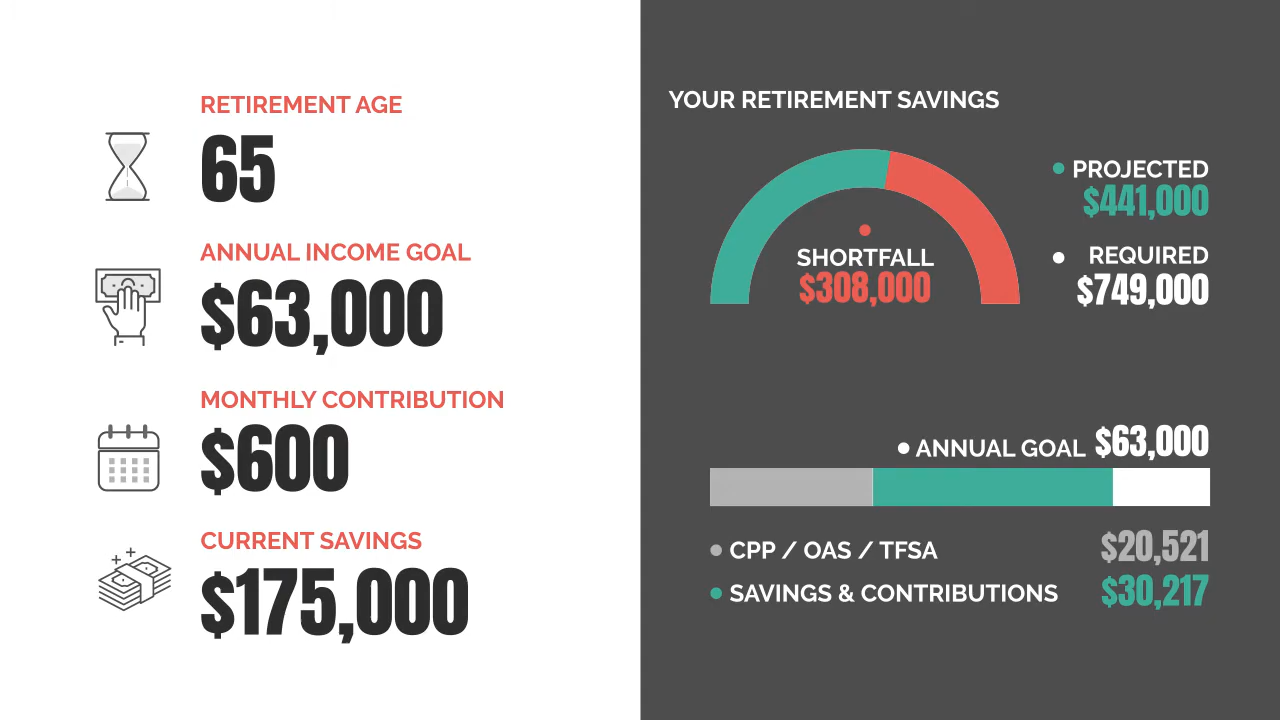 RETIREMENT AGE
65
ANNUAL INCOME GOAL
$63,000
MONTHLY CONTRIBUTION
$600
CURRENT SAVINGS
$175,000
YOUR RETIREMENT SAVINGS
PROJECTED
$441,000
SHORTFALL
$308,000
REQUIRED
$749,000
ANNUAL GOAL $63,000
CPP / OAS / TFSA $20,521
SAVINGS & CONTRIBUTIONS $30,217